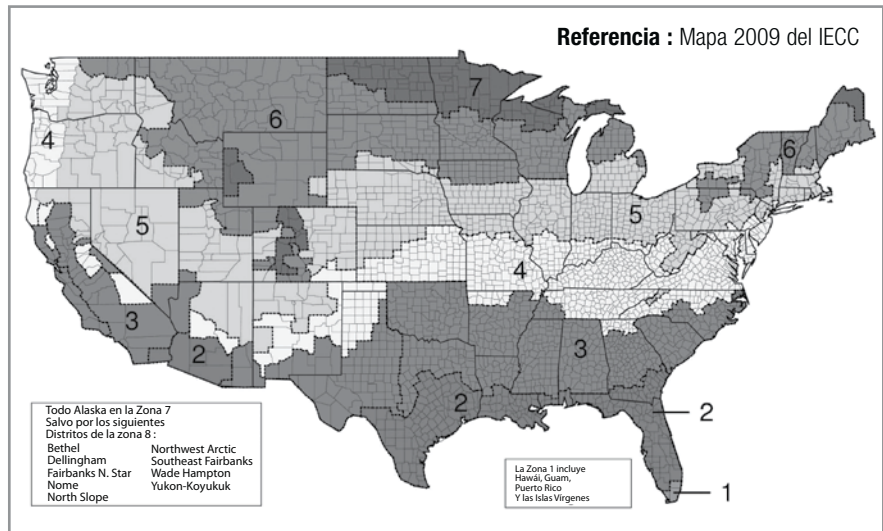 Referencia : Mapa 2009 del IECC
7
6
4
6
5
5
4
3
3
2
2
2
1
Todo Alaska en la Zona 7
Salvo por los siguientes
Distritos de la zona 8 :
Bethel
Dellingham
Fairbanks N. Star
Nome
North Slope
Northwest Arctic
Southeast Fairbanks
Wade Hampton
Yukon-Koyukuk
La Zona 1 incluye
Hawái, Guam,
Puerto Rico
Y las Islas Vírgenes